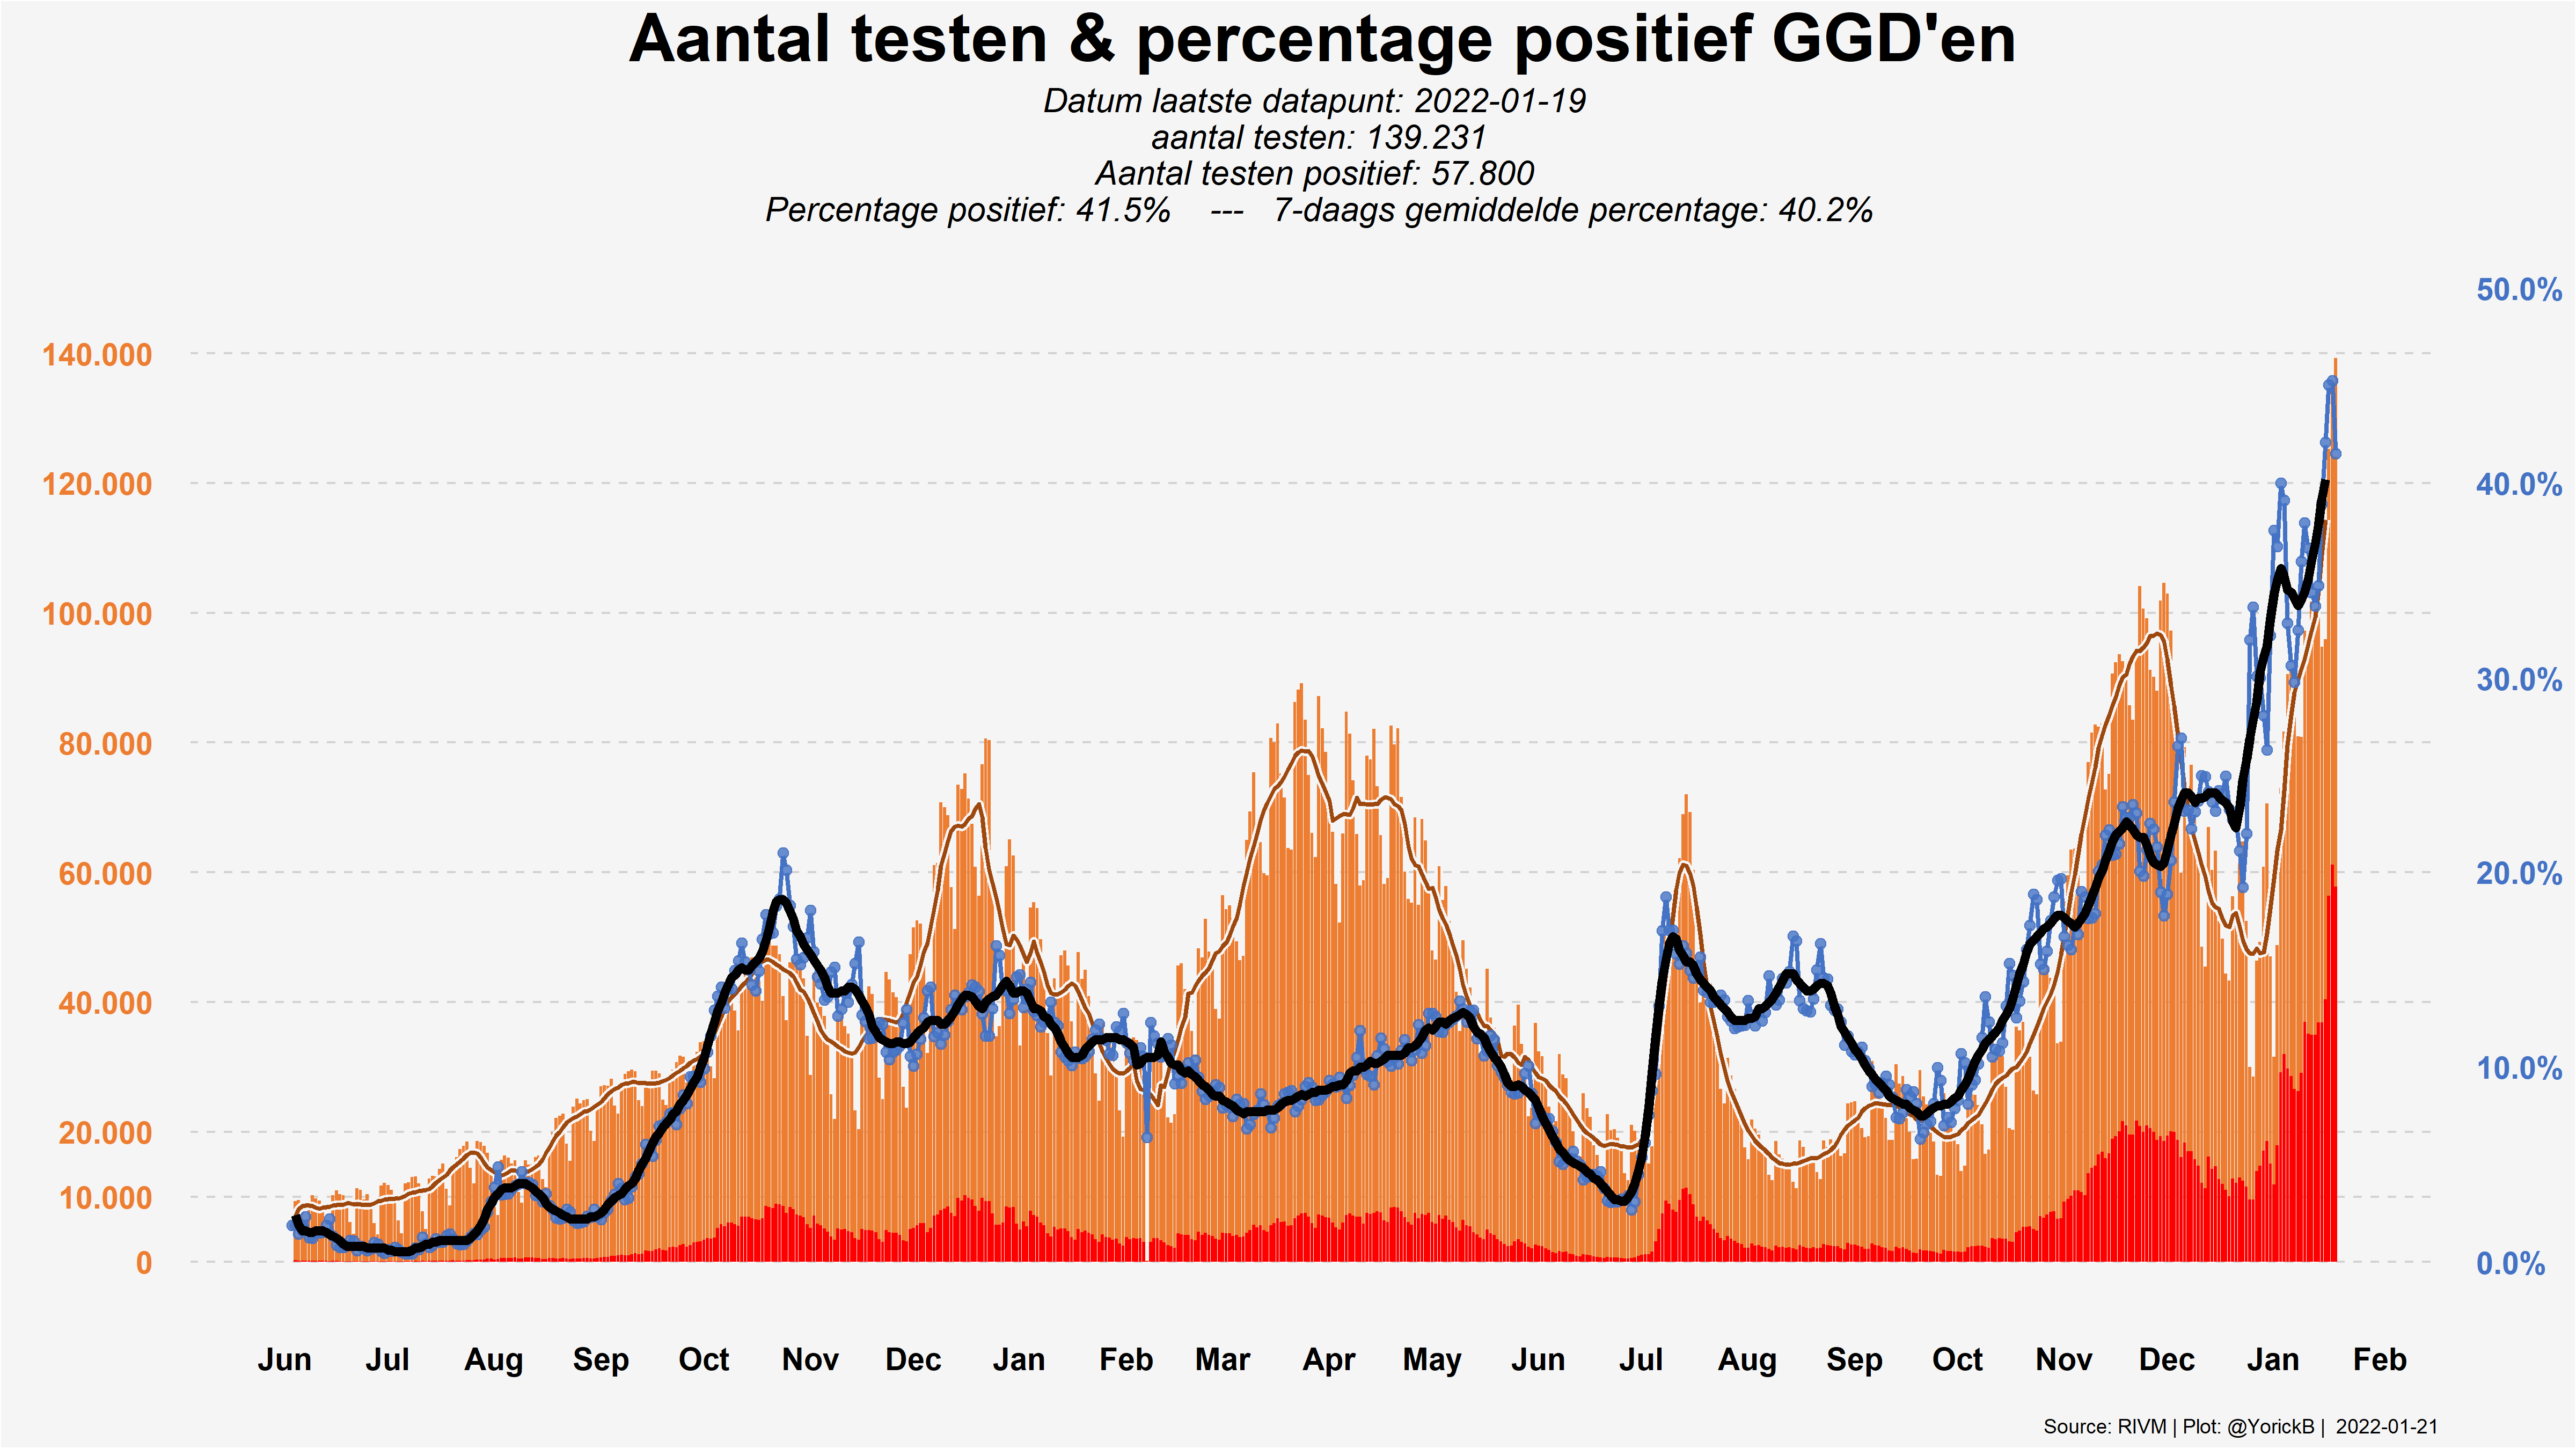 Aantal testen & percentage positief GGD'en
Datum laatste datapunt: 2022-01-19
aantal testen: 139.231
Aantal testen positief: 57.800
Percentage positief: 41.5% --- 7-daags gemiddelde percentage: 40.2%
50.0%
140.000
120.000 40.0%
100.000
30.0%
80.000
60.000 20.0%
40.000
10.0%
20.000
10.000
0 0.0%
Jun Jul Aug Sep Oct Nov Dec Jan Feb Mar Apr May Jun Jul Aug Sep Oct Nov Dec Jan Feb
Source: RIVM | Plot: @YorickB | 2022-01-21